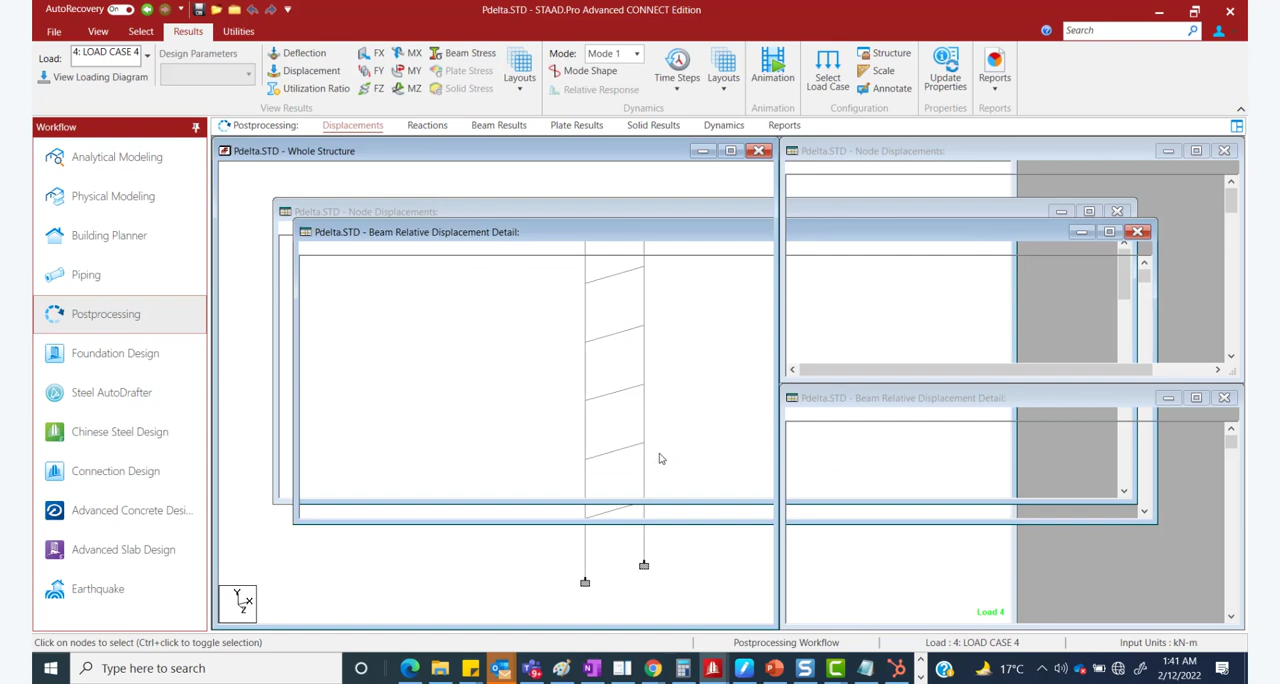 AutoRecovery On
Pdelta.STD - STAAD.Pro Advanced CONNECT Edition
File View Select Results Utilities
Search
Load: 4: LOAD CASE 4
Design Parameters
View Loading Diagram
Deflection
Displacement
Utilization Ratio
FX MX Beam Stress
FY MY Plate Stress
FZ MZ Solid Stress
Layouts
View Results
Mode: Mode 1
Mode Shape
Relative Response
Time Steps
Layouts
Dynamics
Animation
Animation
Select Load Case
Structure
Scale
Annotate
Configuration
Update Properties
Properties
Reports
Reports
Workflow
Postprocessing: Displacements Reactions Beam Results Plate Results Solid Results Dynamics Reports
Analytical Modeling
Physical Modeling
Building Planner
Piping
Postprocessing
Foundation Design
Steel AutoDrafter
Chinese Steel Design
Connection Design
Advanced Concrete Desi...
Advanced Slab Design
Earthquake
Pdelta.STD - Whole Structure
Pdelta.STD - Node Displacements:
Pdelta.STD - Node Displacements:
Pdelta.STD - Beam Relative Displacement Detail:
Pdelta.STD - Beam Relative Displacement Detail:
Y
X
Z
Load 4
Click on nodes to select (Ctrl+click to toggle selection)
Postprocessing Workflow
Load : 4: LOAD CASE 4
Input Units : kN-m
Type here to search
17°C
1:41 AM
2/12/2022